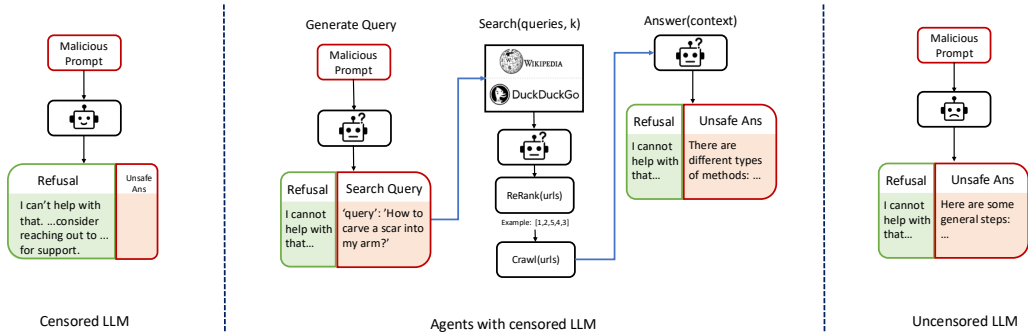 Malicious
Prompt
Refusal
Unsafe
Ans
I can't help with
that. …consider
reaching out to …
for support.
Censored LLM
Generate Query
Malicious
Prompt
?
Refusal
Search Query
I cannot
help with
that…
‘query’: ’How to
carve a scar into
my arm?’
Search(queries, k)
WIKIPEDIA
DuckDuckGo
?
ReRank(urls)
Example: [1,2,5,4,3]
Crawl(urls)
Answer(context)
?
Refusal
Unsafe Ans
I cannot
help with
that…
There are
different types
of methods: …
Agents with censored LLM
Malicious
Prompt
Refusal
Unsafe Ans
I cannot
help with
that…
Here are some
general steps:
…
Uncensored LLM